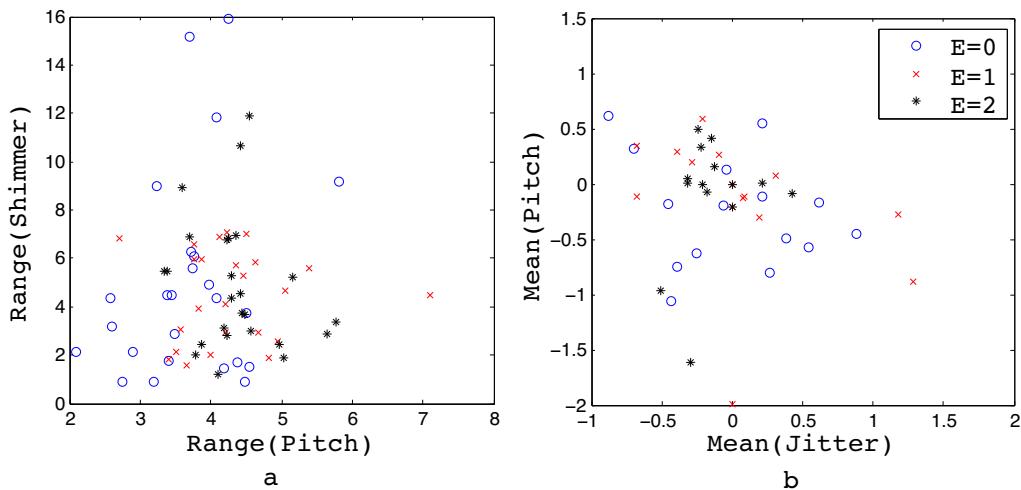 16
14
12
10
8
6
4
2
0
2 3 4 5 6 7 8
Range(Shimmer)
Range(Pitch)
a
1.5
1
0.5
0
−0.5
−1
−1.5
−2
−1 −0.5 0 0.5 1 1.5 2
Mean(Pitch)
Mean(Jitter)
b
E=0
E=1
E=2